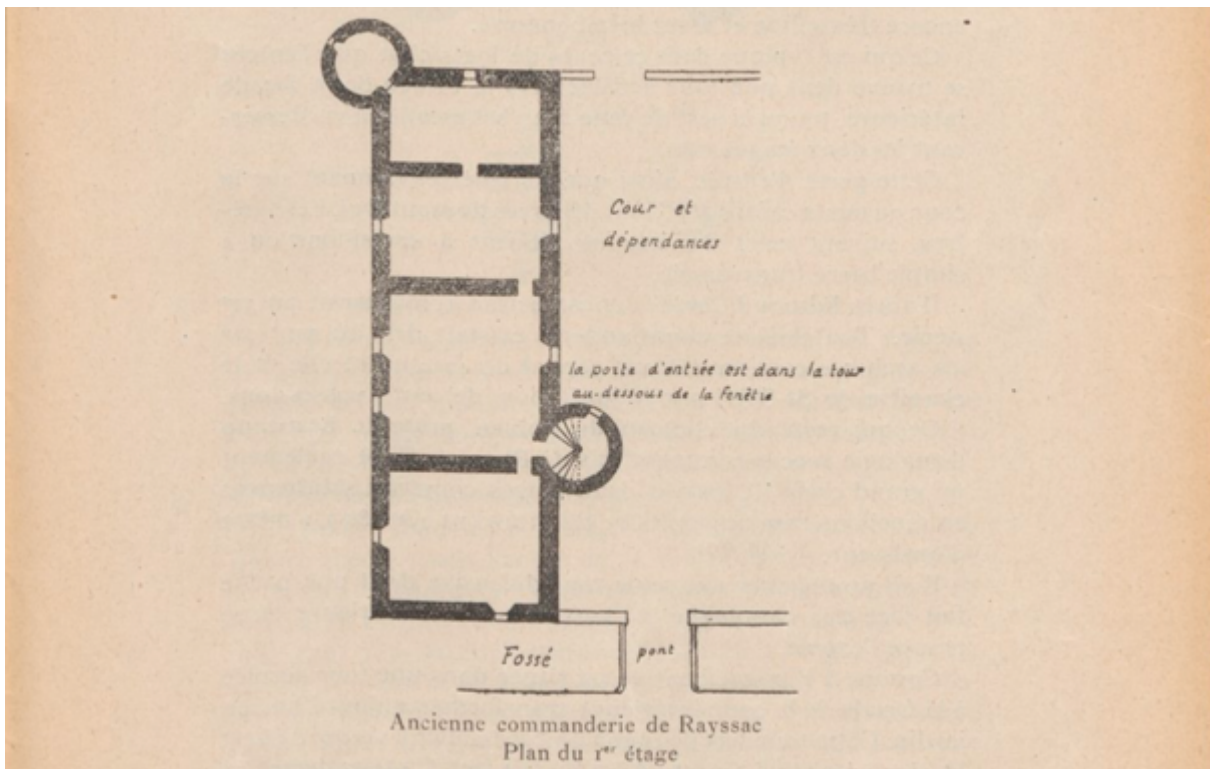 Cour et
dépendances
la porte d'entrée est dans la tour
au-dessous de la fenêtre
Fossé
pont
Ancienne commanderie de Rayssac
Plan du 1er étage